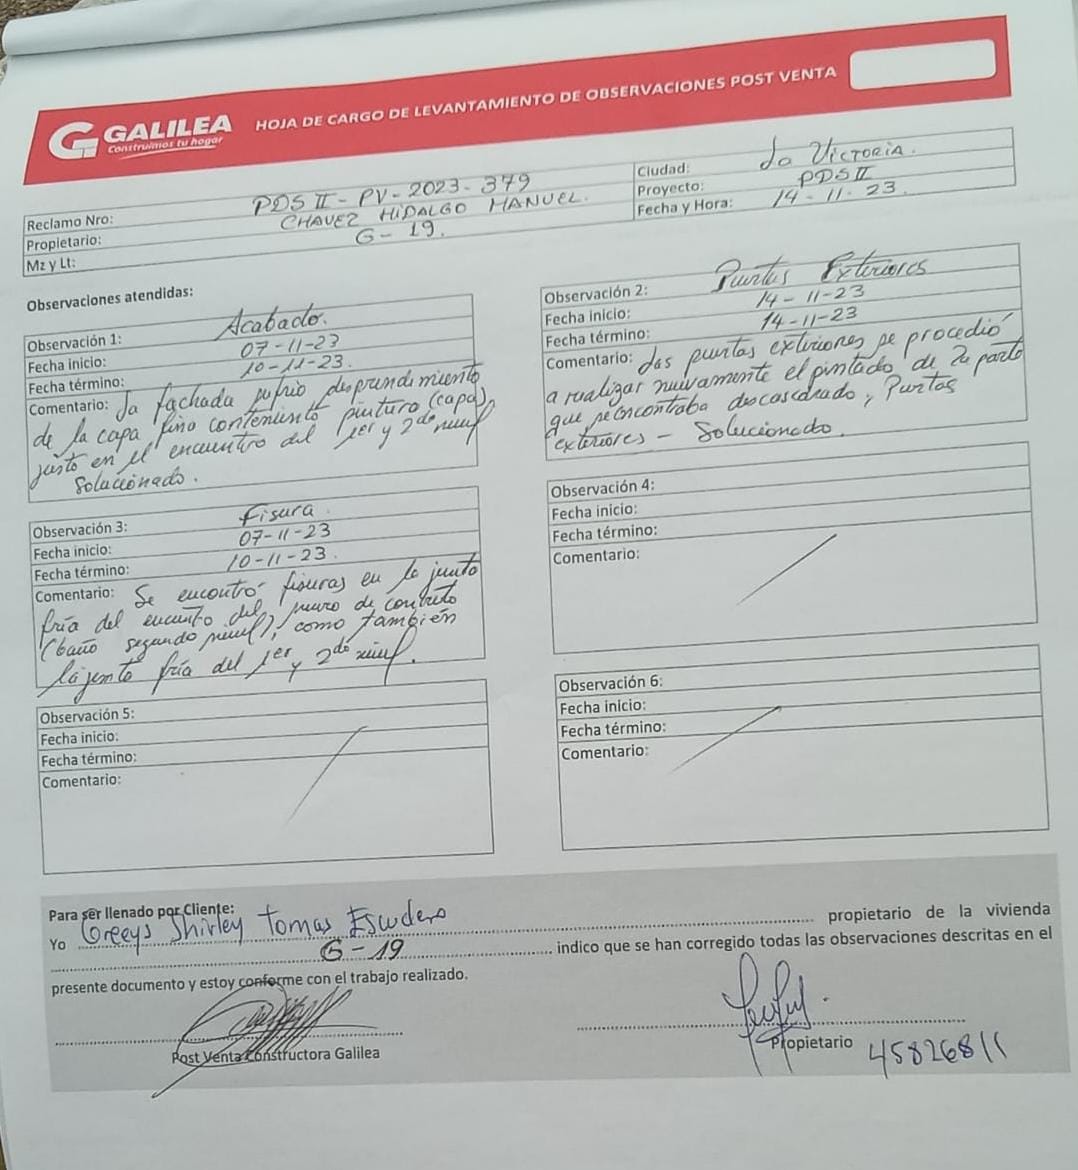 GALILEA
Construimos tu hogar
HOJA DE CARGO DE LEVANTAMIENTO DE OBSERVACIONES POST VENTA
Reclamo Nro: PDS II - PV - 2023 - 379
Propietario: CHAVEZ HIDALGO MANUEL.
Mz y Lt: G - 19.
Ciudad: La VICTORIA.
Proyecto: PDS II
Fecha y Hora: 14 - 11 - 23.
Observaciones atendidas:
Observación 1: Acabado.
Fecha inicio: 07 - 11 - 23
Fecha término: 10 - 11 - 23.
Comentario: La fachada sufrio desprendimiento
de la capa fina conteniento pintura (capa),
justo en el encuentro del 1er y 2do nivel
Solucionado.
Observación 2: Puertas Exteriores
Fecha inicio: 14 - 11 - 23
Fecha término: 14 - 11 - 23
Comentario: Las puertas exteriores se procedió
a realizar nuevamente el pintado de la parte
que se encontraba descascarado, Puertas
exteriores - Solucionado.
Observación 3: Fisura
Fecha inicio: 07 - 11 - 23
Fecha término: 10 - 11 - 23.
Comentario: Se encontró fisuras en la junta
fría del encuentro del muro de concreto
(baño segundo nivel), como también
la junta fría del 1er y 2do nivel.
Observación 4:
Fecha inicio:
Fecha término:
Comentario:
Observación 5:
Fecha inicio:
Fecha término:
Comentario:
Observación 6:
Fecha inicio:
Fecha término:
Comentario:
Para ser llenado por Cliente:
Yo Greeys Shirley Tomas Escudero propietario de la vivienda
G - 19 indico que se han corregido todas las observaciones descritas en el
presente documento y estoy conforme con el trabajo realizado.
Post Venta Constructora Galilea
Propietario 45826811